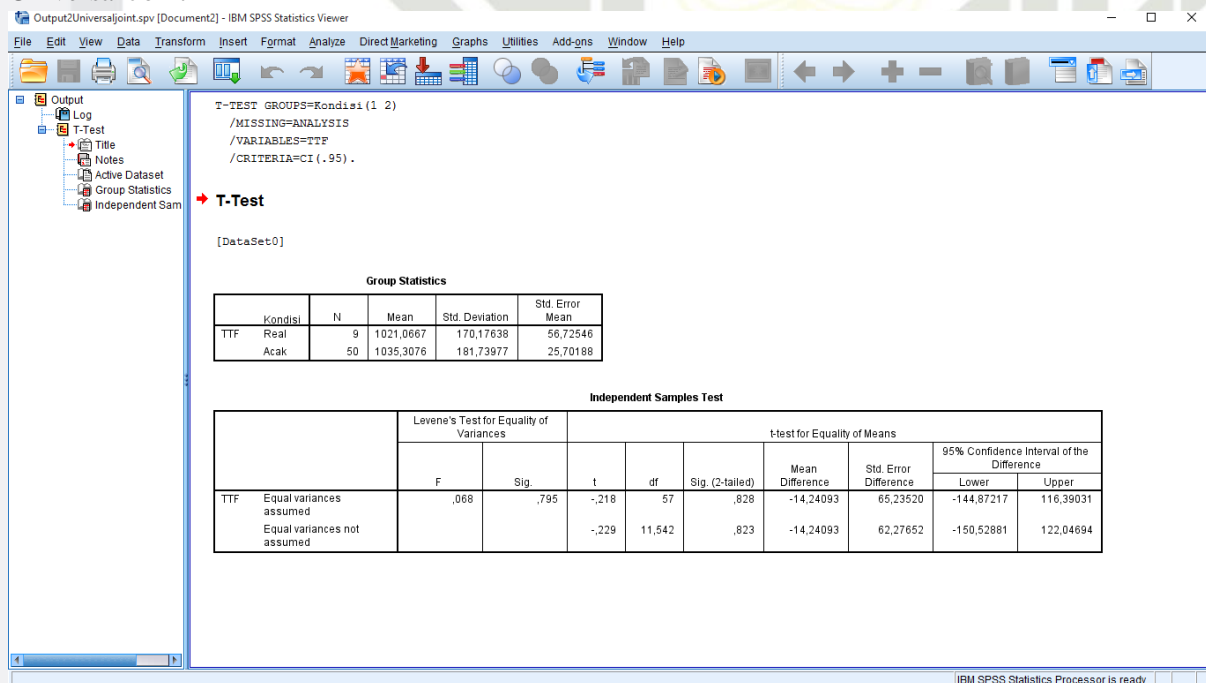 Output2Universaljoint.spv [Document2] - IBM SPSS Statistics Viewer
File Edit View Data Transform Insert Format Analyze Direct Marketing Graphs Utilities Add-ons Window Help
Output
Log
T-Test
Title
Notes
Active Dataset
Group Statistics
Independent Sam
T-TEST GROUPS=Kondisi(1 2)
/MISSING=ANALYSIS
/VARIABLES=TTF
/CRITERIA=CI(.95).
T-Test
[DataSet0]
Group Statistics
Kondisi N Mean Std. Deviation Std. Error Mean
TTF Real 9 1021,0667 170,17638 56,72546
Acak 50 1035,3076 181,73977 25,70188
Independent Samples Test
Levene's Test for Equality of Variances t-test for Equality of Means
F Sig. t df Sig. (2-tailed) Mean Difference Std. Error Difference 95% Confidence Interval of the Difference
Lower Upper
TTF Equal variances assumed ,068 ,795 -,218 57 ,828 -14,24093 65,23520 -144,87217 116,39031
Equal variances not assumed -,229 11,542 ,823 -14,24093 62,27652 -150,52881 122,04694
IBM SPSS Statistics Processor is ready